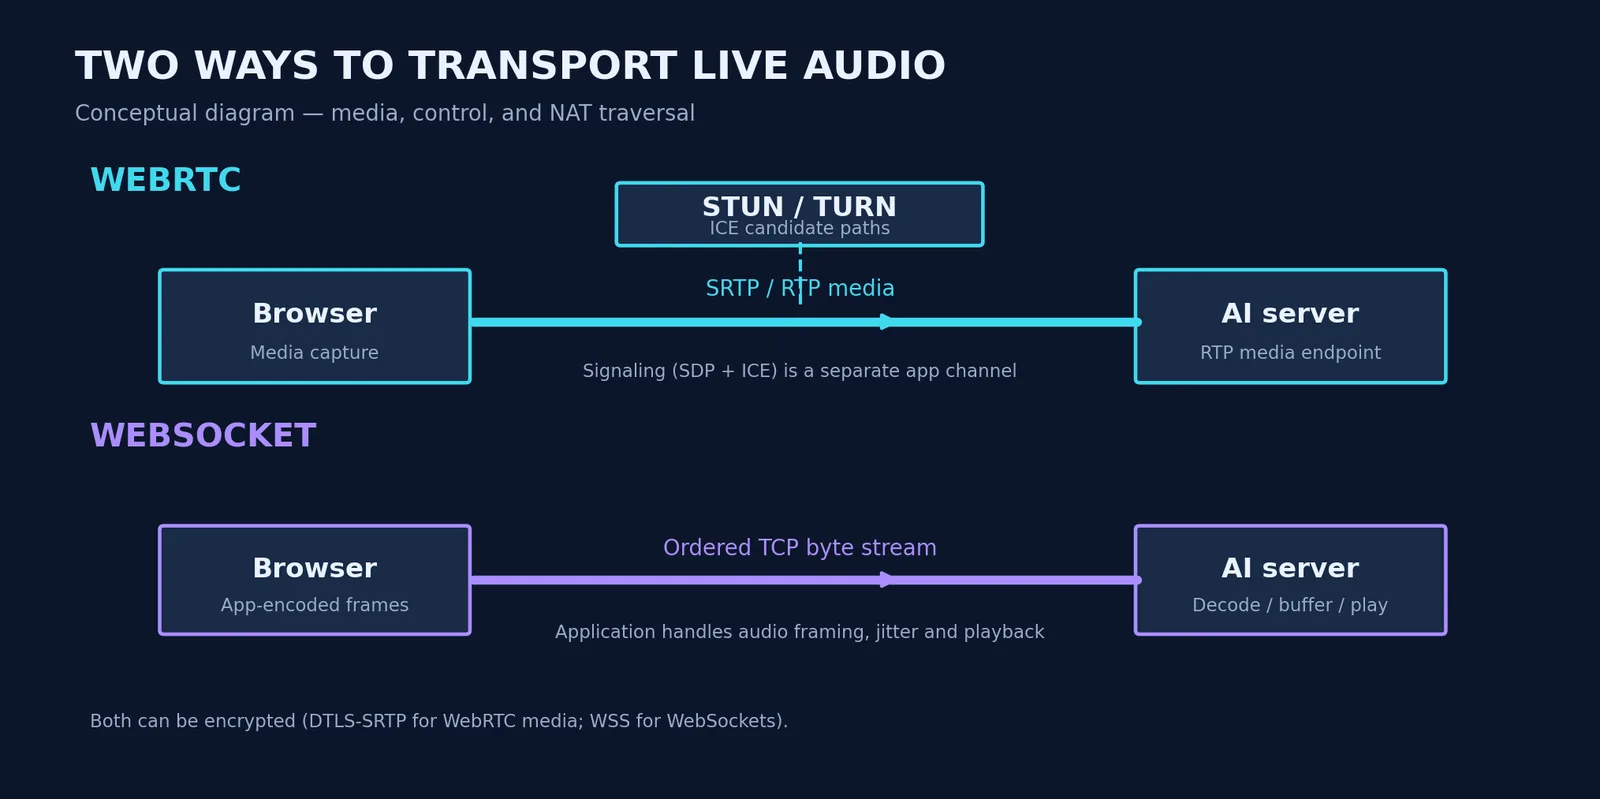 TWO WAYS TO TRANSPORT LIVE AUDIO
Conceptual diagram — media, control, and NAT traversal
WEBRTC
STUN / TURN
ICE candidate paths
SRTP / RTP media
Browser
Media capture
AI server
RTP media endpoint
Signaling (SDP + ICE) is a separate app channel
WEBSOCKET
Ordered TCP byte stream
Browser
App-encoded frames
AI server
Decode / buffer / play
Application handles audio framing, jitter and playback
Both can be encrypted (DTLS-SRTP for WebRTC media; WSS for WebSockets).